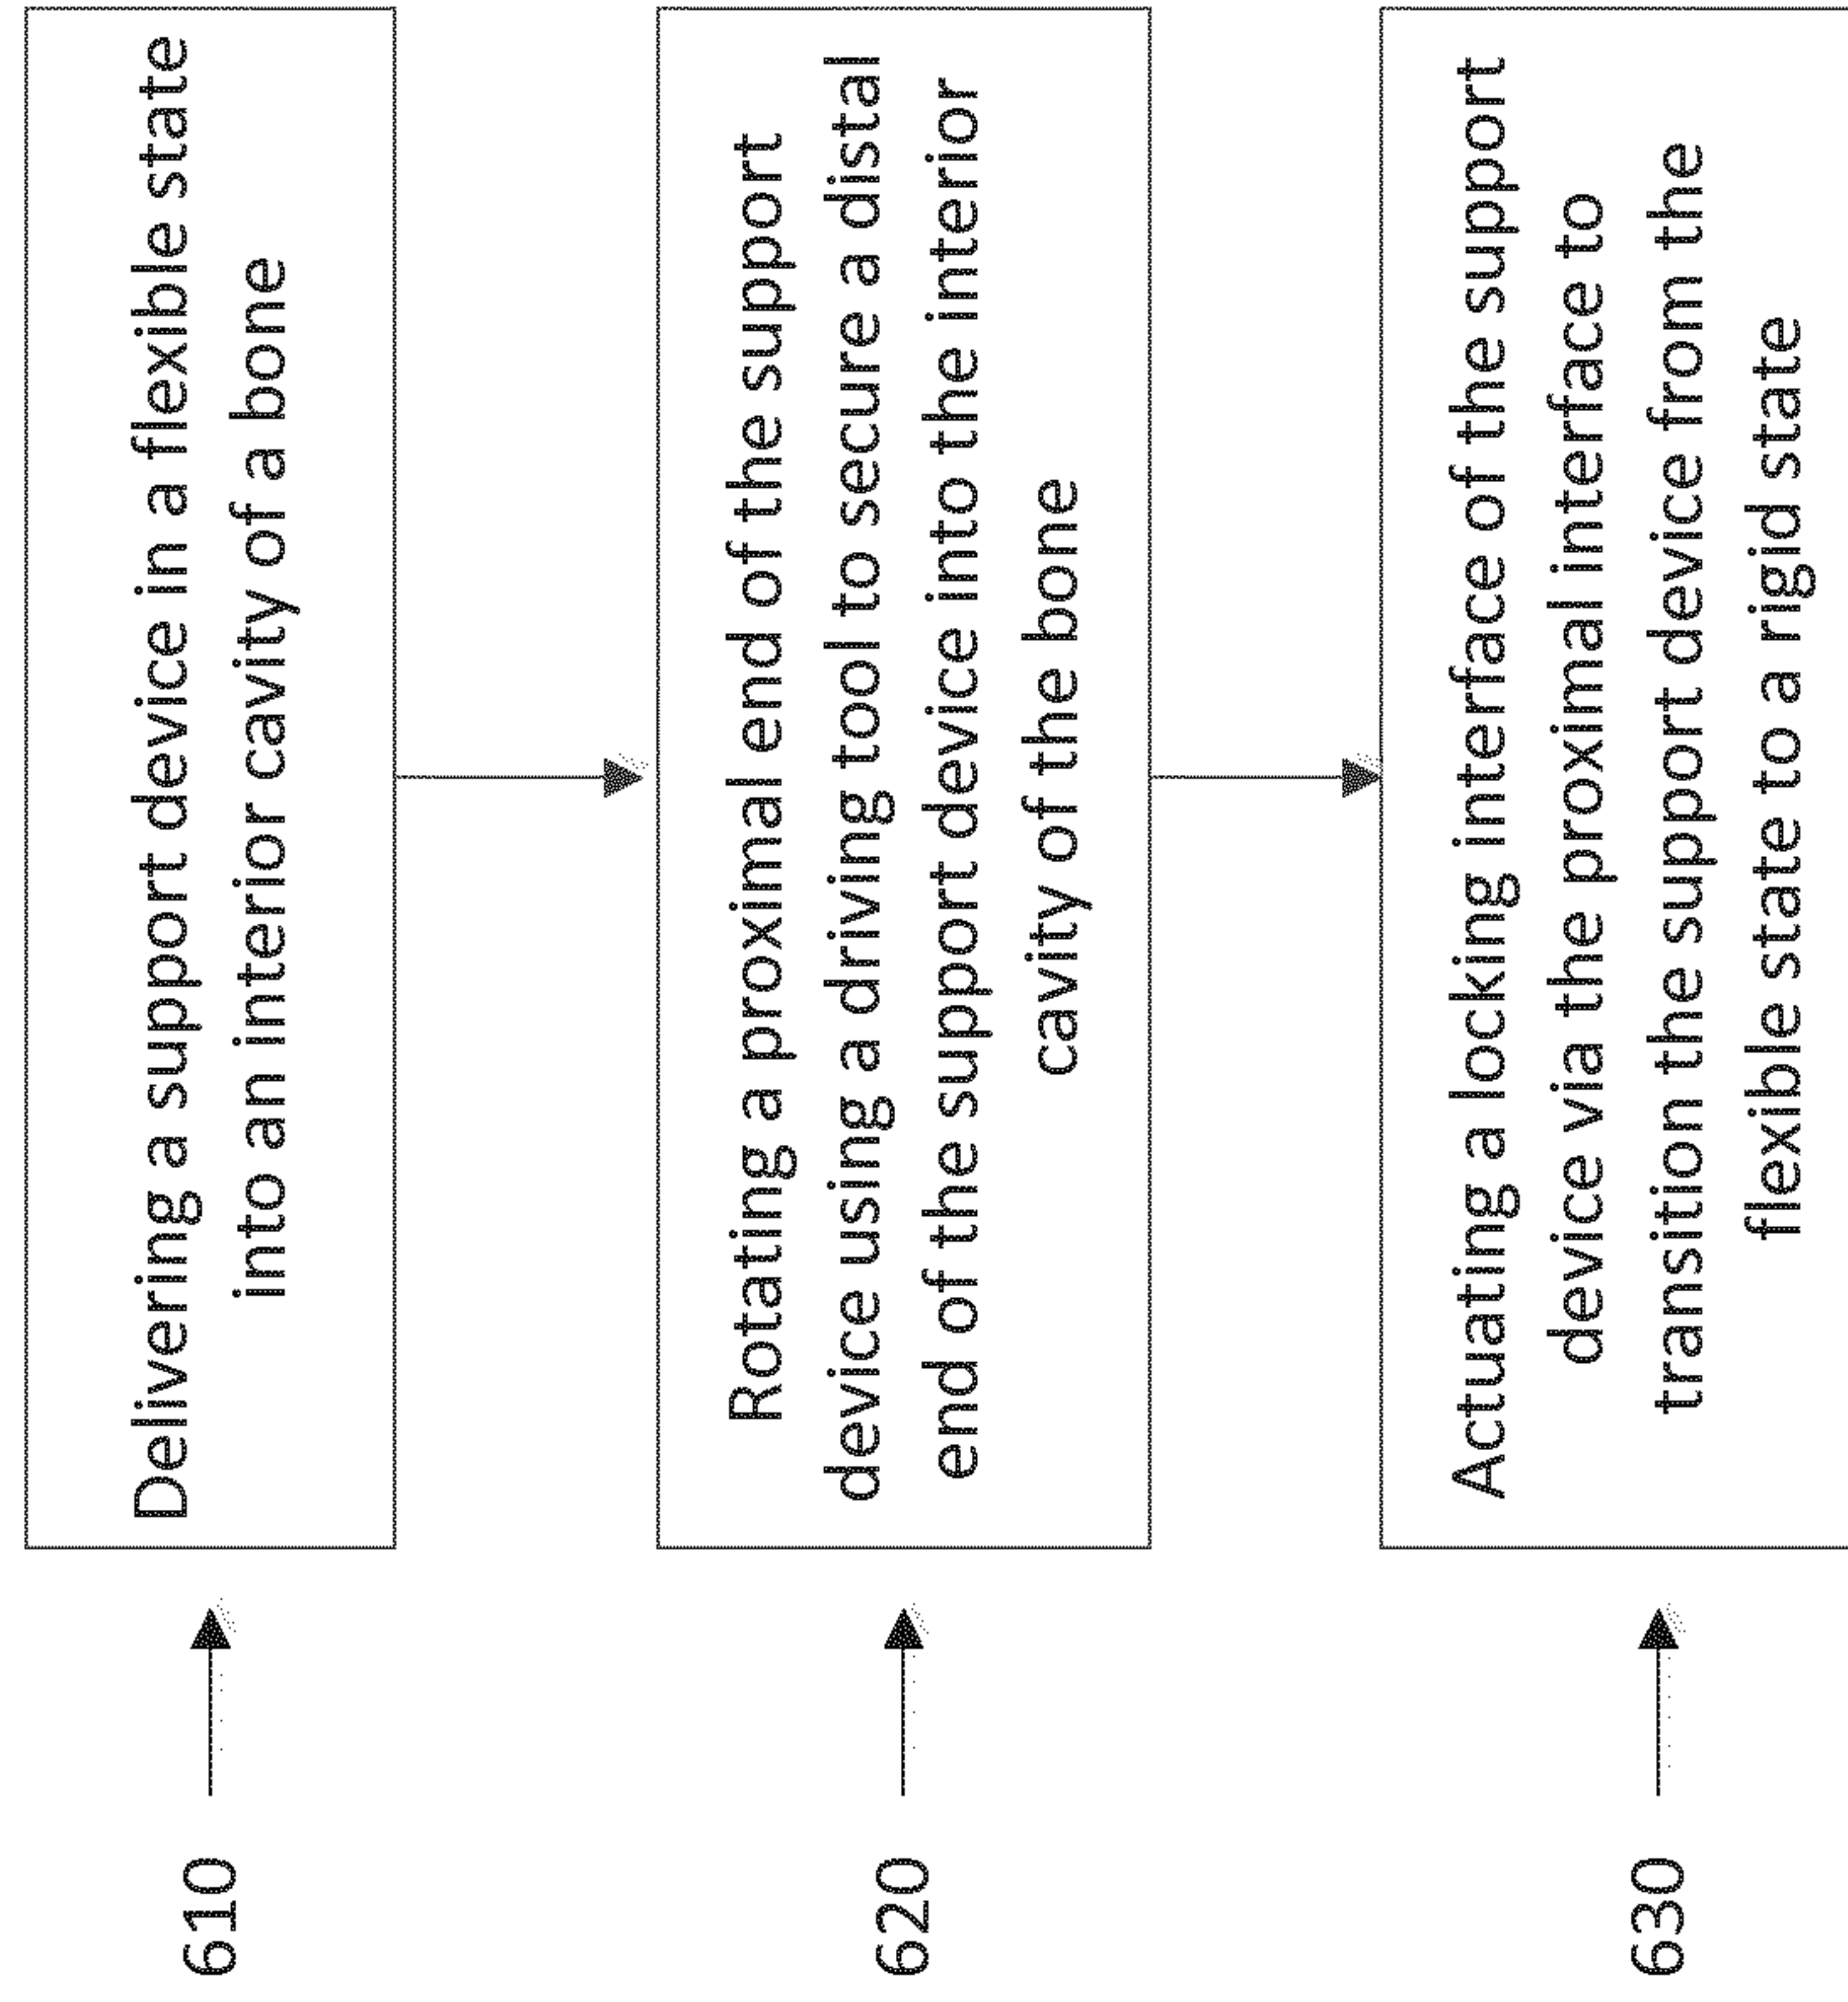 610
Delivering a support device in a flexible state
into an interior cavity of a bone
620
Rotating a proximal end of the support
device using a driving tool to secure a distal
end of the support device into the interior
cavity of the bone
630
Actuating a locking interface of the support
device via the proximal interface to
transition the support device from the
flexible state to a rigid state